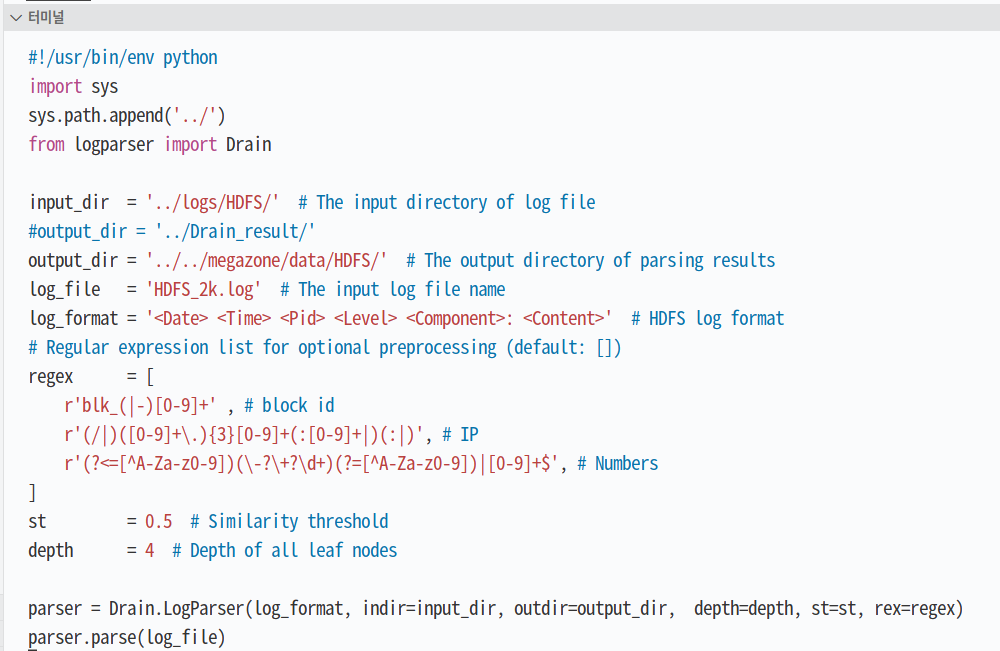 터미널
#!/usr/bin/env python
import sys
sys.path.append('../')
from logparser import Drain
input_dir  = '../logs/HDFS/'  # The input directory of log file
#output_dir = '../Drain_result/'
output_dir = '../../megazone/data/HDFS/'  # The output directory of parsing results
log_file   = 'HDFS_2k.log'  # The input log file name
log_format = '<Date> <Time> <Pid> <Level> <Component>: <Content>'  # HDFS log format
# Regular expression list for optional preprocessing (default: [])
regex      = [
    r'blk_(|-)[0-9]+' , # block id
    r'(/|)([0-9]+\.){3}[0-9]+(:[0-9]+|)(:|)', # IP
    r'(?<=[^A-Za-z0-9])(\-?\+?\d+)(?=[^A-Za-z0-9])|[0-9]+$', # Numbers
]
st         = 0.5  # Similarity threshold
depth      = 4  # Depth of all leaf nodes
parser = Drain.LogParser(log_format, indir=input_dir, outdir=output_dir,  depth=depth, st=st, rex=regex)
parser.parse(log_file)